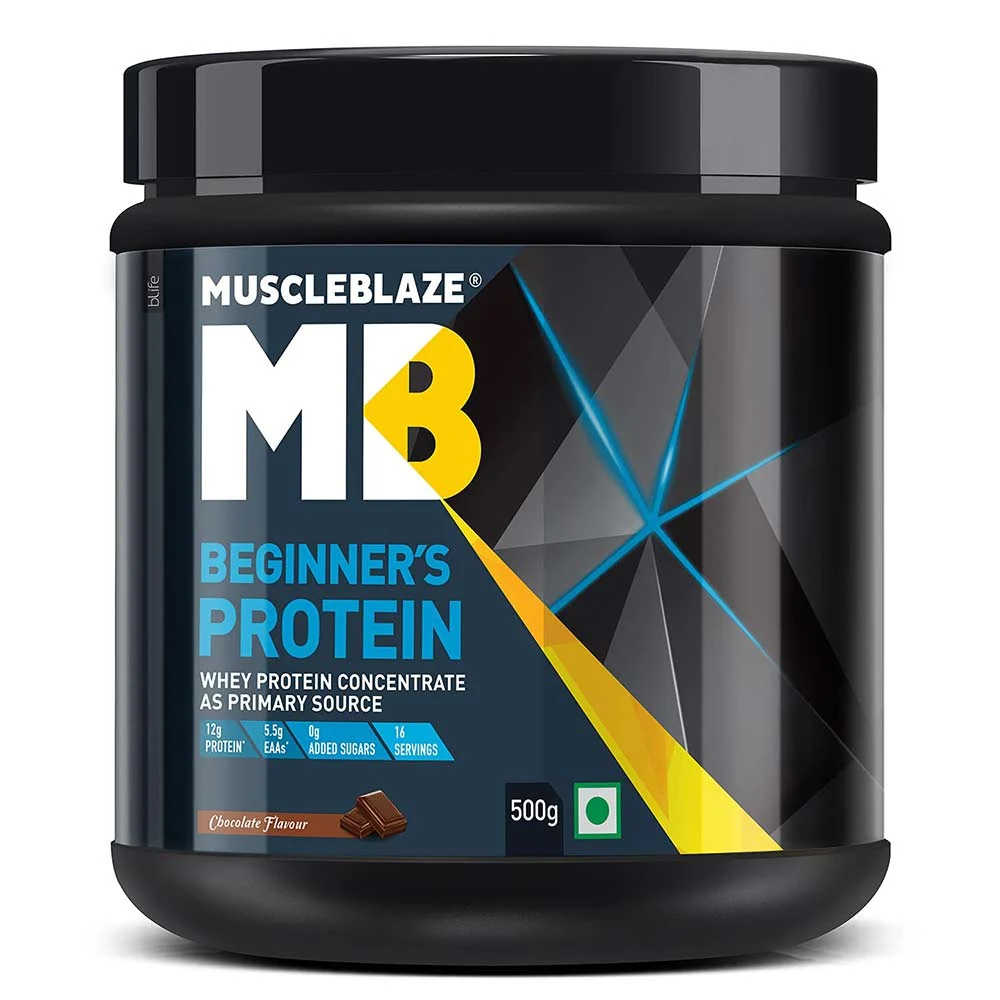 bLife
MUSCLEBLAZE®
MB
BEGINNER'S
PROTEIN
WHEY PROTEIN CONCENTRATE
AS PRIMARY SOURCE
12g PROTEIN*
5.5g EAAs*
0g ADDED SUGARS
16 SERVINGS
Chocolate Flavour
500g